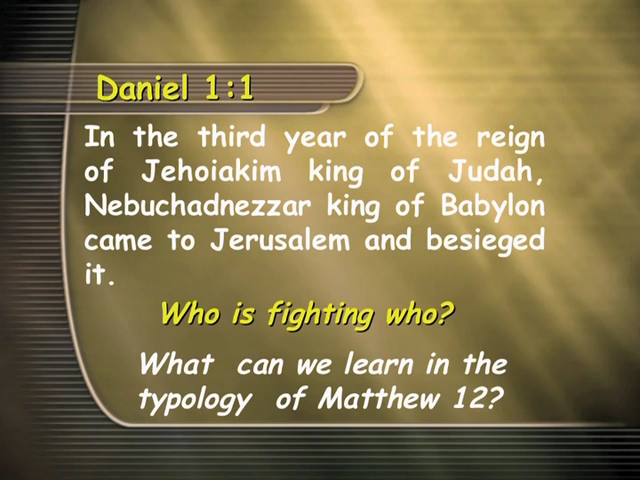 Daniel 1:1
In the third year of the reign
of Jehoiakim king of Judah,
Nebuchadnezzar king of Babylon
came to Jerusalem and besieged
it.
Who is fighting who?
What can we learn in the
typology of Matthew 12?